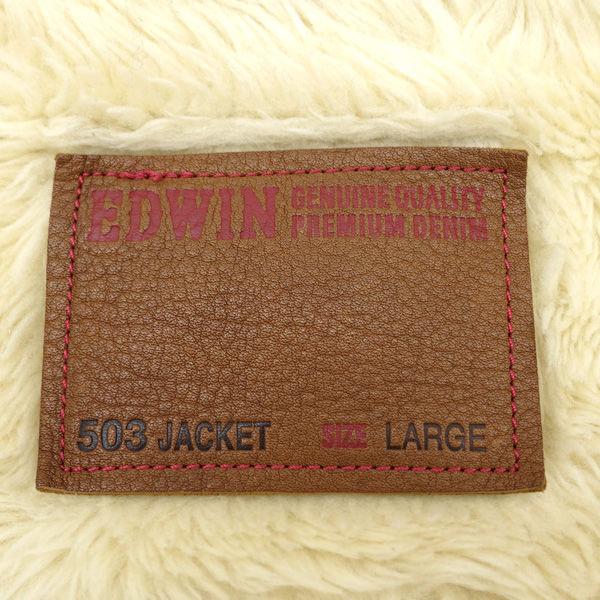 EDWIN GENUINE QUALITY
PREMIUM DENIM
503 JACKET SIZE LARGE